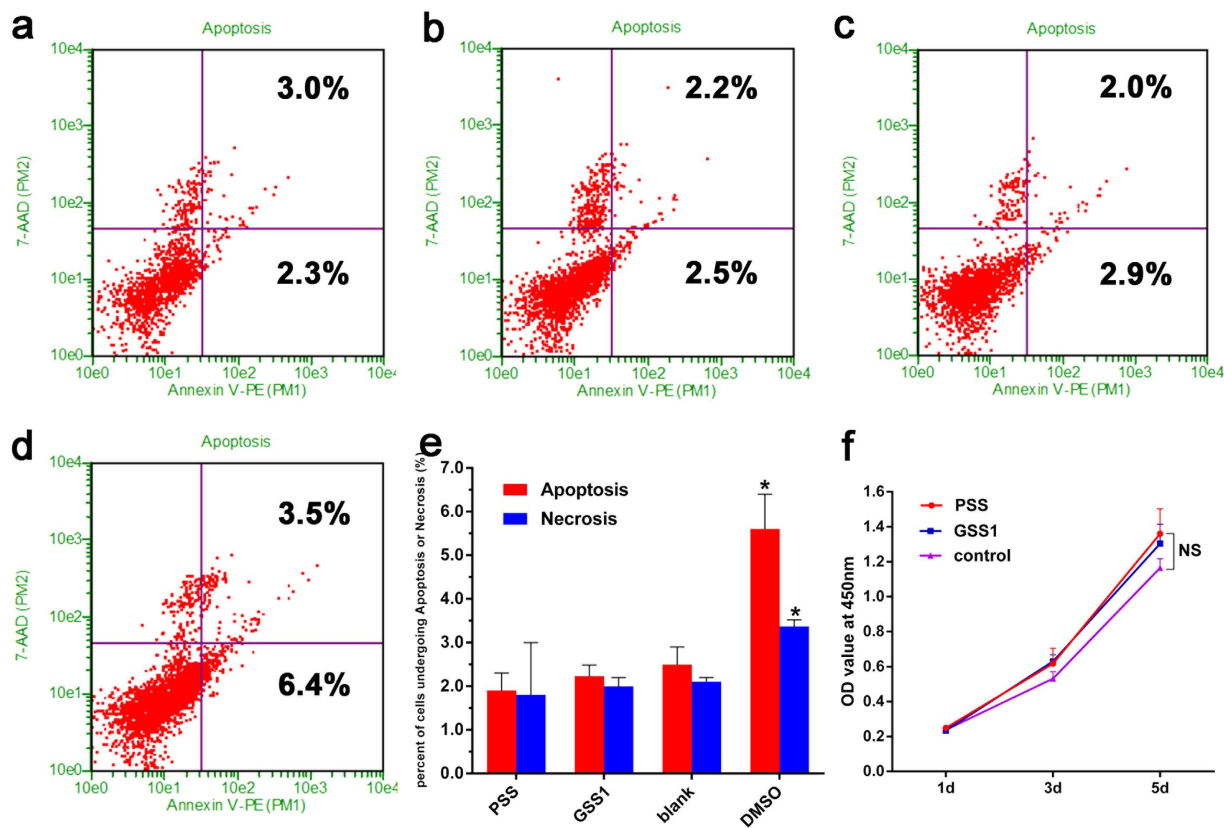 a
Apoptosis
10e4
10e3
10e2
10e1
10e0
7-AAD (PM2)
3.0%
2.3%
10e0 10e1 10e2 10e3 10e4
Annexin V-PE (PM1)
b
Apoptosis
10e4
10e3
10e2
10e1
10e0
7-AAD (PM2)
2.2%
2.5%
10e0 10e1 10e2 10e3 10e4
Annexin V-PE (PM1)
c
Apoptosis
10e4
10e3
10e2
10e1
10e0
7-AAD (PM2)
2.0%
2.9%
10e0 10e1 10e2 10e3 10e4
Annexin V-PE (PM1)
d
Apoptosis
10e4
10e3
10e2
10e1
10e0
7-AAD (PM2)
3.5%
6.4%
10e0 10e1 10e2 10e3 10e4
Annexin V-PE (PM1)
e
percent of cells undergoing Apoptosis or Necrosis (%)
7.0
6.0
5.0
4.0
3.0
2.0
1.0
0.0
Apoptosis
Necrosis
*
*
PSS GSS1 blank DMSO
f
OD value at 450nm
1.6
1.4
1.2
1.0
0.8
0.6
0.4
0.2
0.0
PSS
GSS1
control
NS
1d 3d 5d